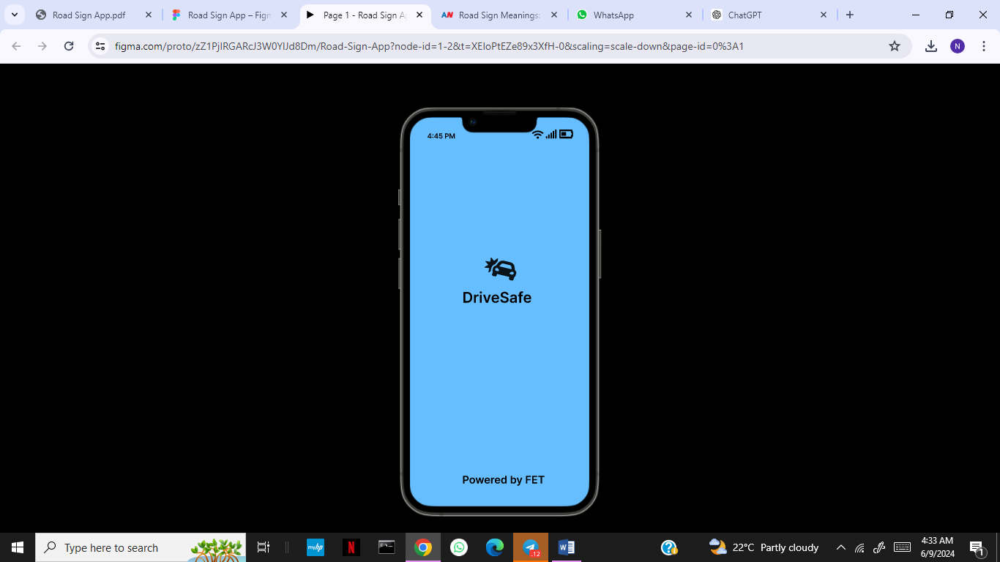 Road Sign App.pdf
Road Sign App – Figm
Page 1 - Road Sign A
Road Sign Meanings:
WhatsApp
ChatGPT
figma.com/proto/zZ1PjIRGARcJ3W0YlJd8Dm/Road-Sign-App?node-id=1-2&t=XEIoPtEZe89x3XfH-0&scaling=scale-down&page-id=0%3A1
N
4:45 PM
DriveSafe
Powered by FET
Type here to search
myhp
N
..12
W
22°C Partly cloudy
4:33 AM
6/9/2024
1